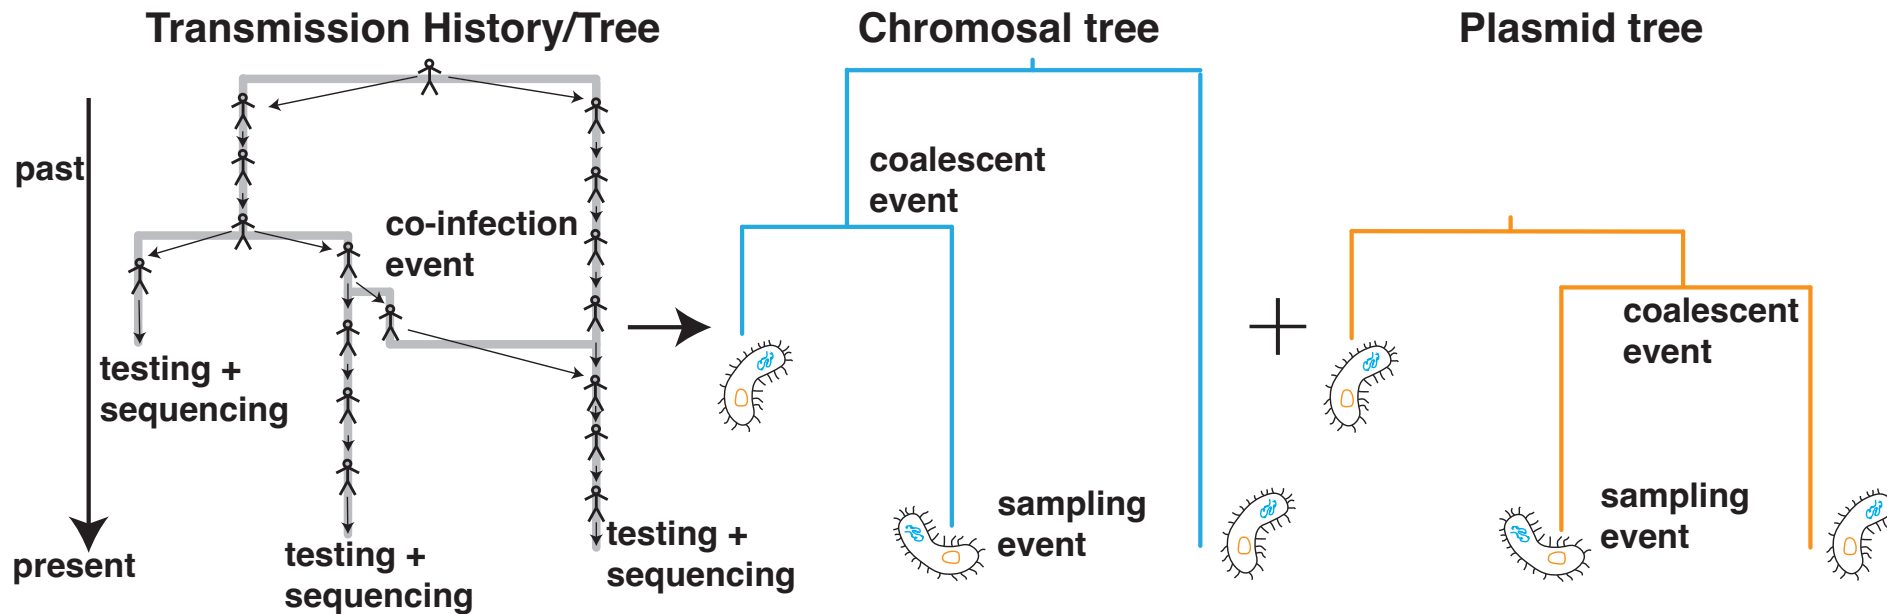 Transmission History/Tree
Chromosal tree
Plasmid tree
past
present
co-infection
event
testing +
sequencing
testing +
sequencing
testing +
sequencing
coalescent
event
sampling
event
coalescent
event
sampling
event